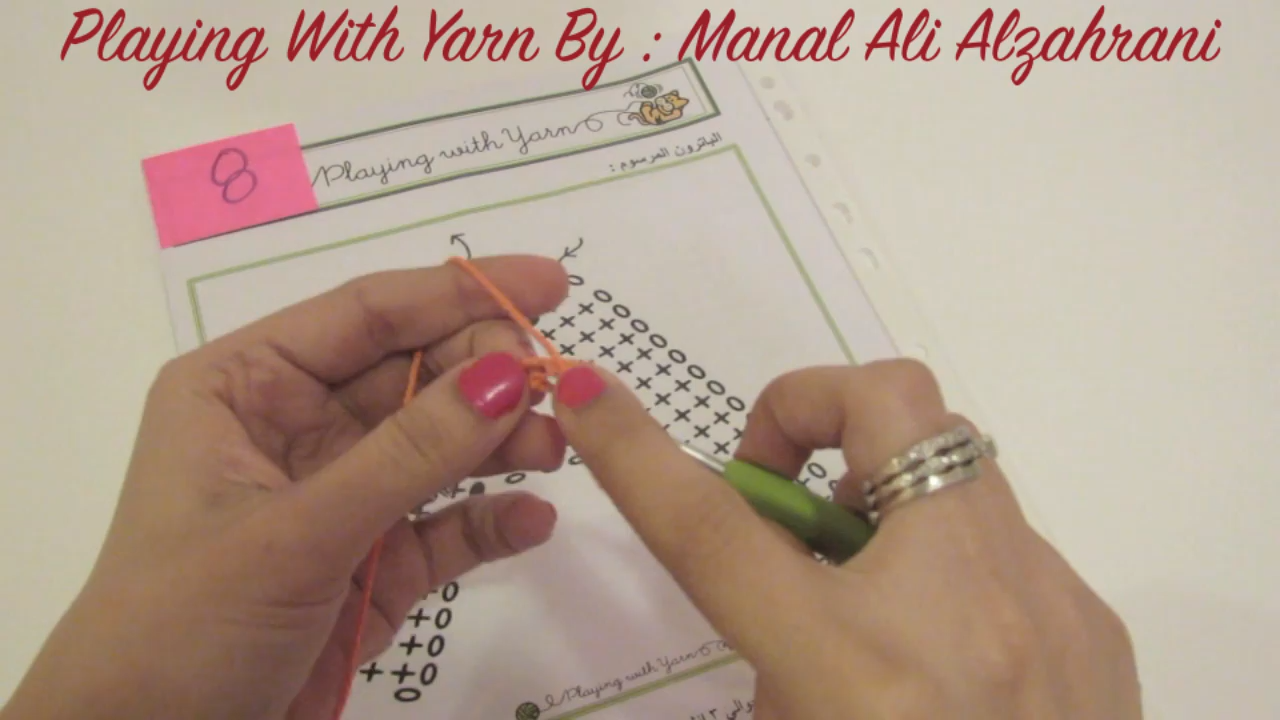 Playing With Yarn By : Manal Ali Alzahrani
8
Playing with Yarn
الباترون المرسوم :
Playing with Yarn